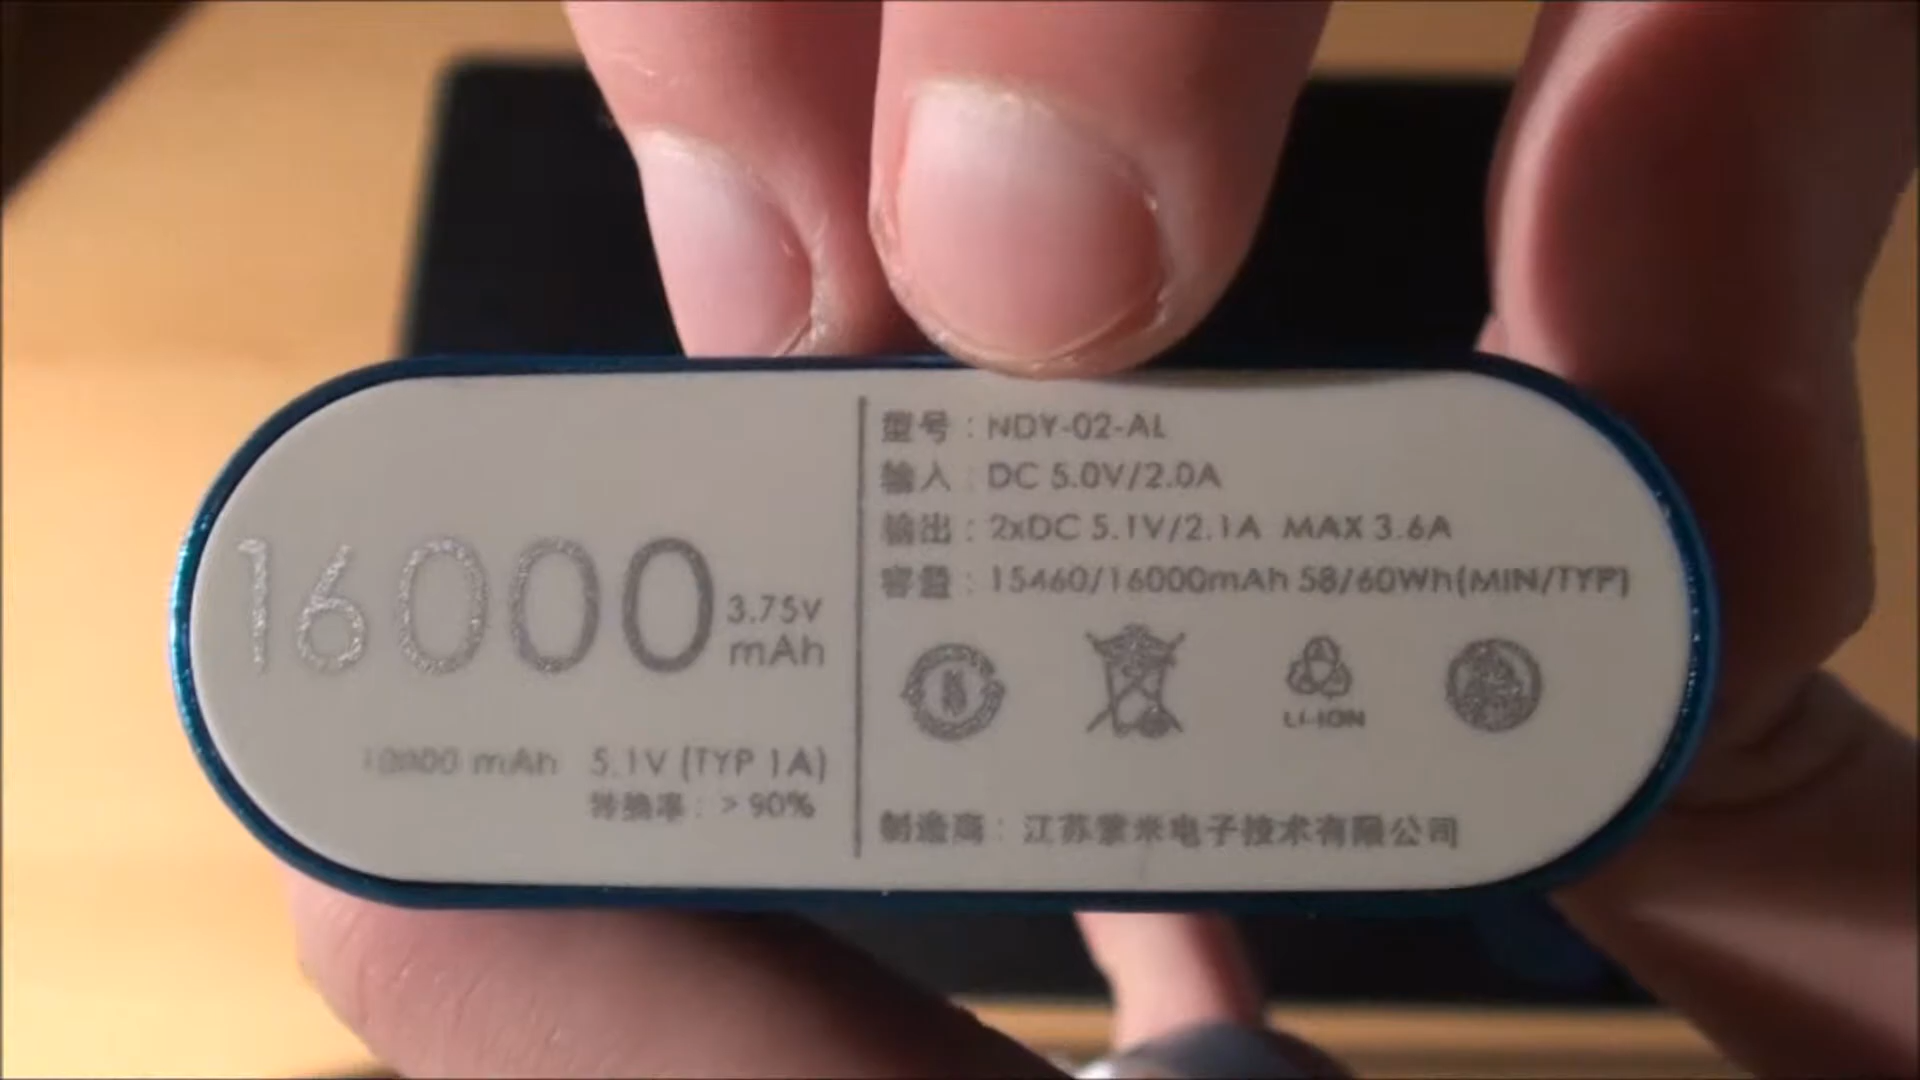 16000 3.75V mAh
mAh 5.1V (TYP 1A)
转换率: > 90%
型号: NDY-02-AL
输入: DC 5.0V/2.0A
输出: 2xDC 5.1V/2.1A MAX 3.6A
容量: 15460/16000mAh 58/60Wh(MIN/TYP)
LI-ION
制造商: 江苏紫米电子技术有限公司